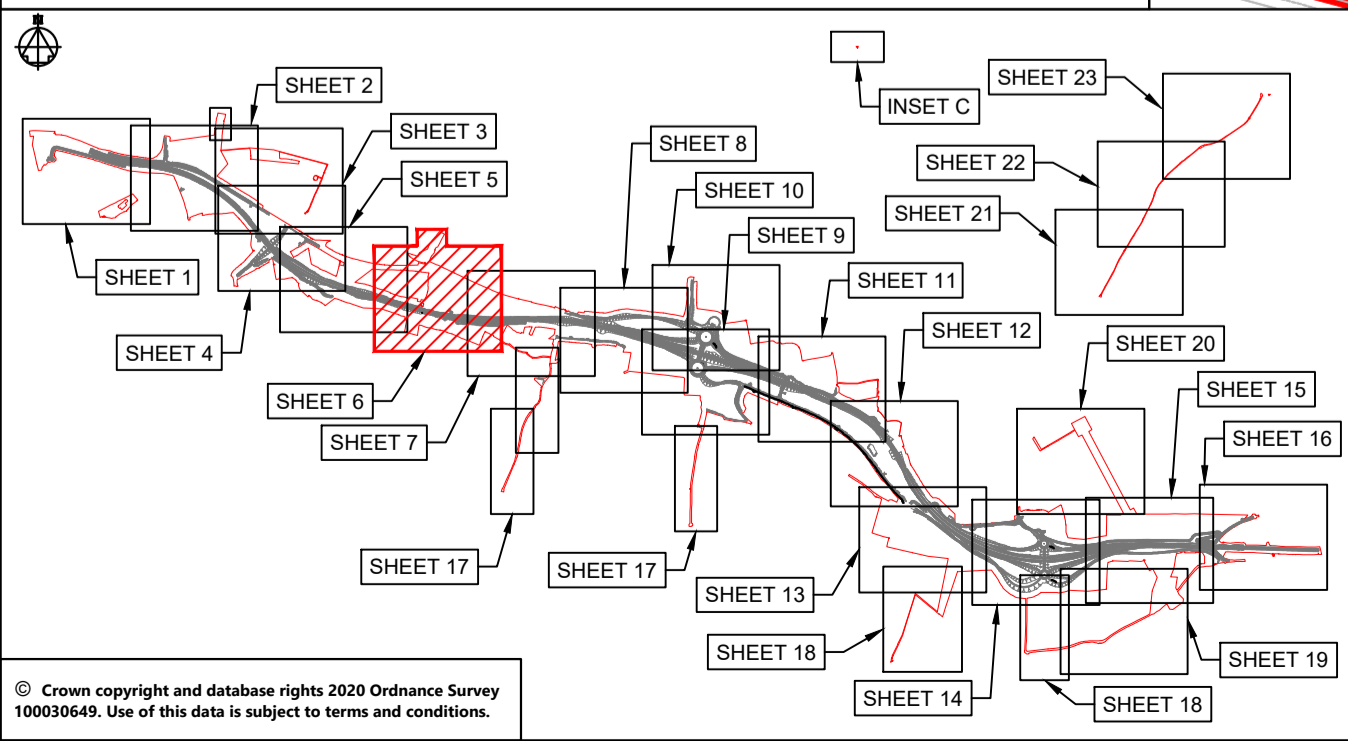 N
SHEET 2
SHEET 3
SHEET 5
SHEET 1
SHEET 4
SHEET 6
SHEET 7
SHEET 8
SHEET 10
SHEET 9
SHEET 11
SHEET 12
INSET C
SHEET 23
SHEET 22
SHEET 21
SHEET 20
SHEET 15
SHEET 16
SHEET 17
SHEET 17
SHEET 13
SHEET 18
SHEET 14
SHEET 18
SHEET 19
© Crown copyright and database rights 2020 Ordnance Survey
100030649. Use of this data is subject to terms and conditions.